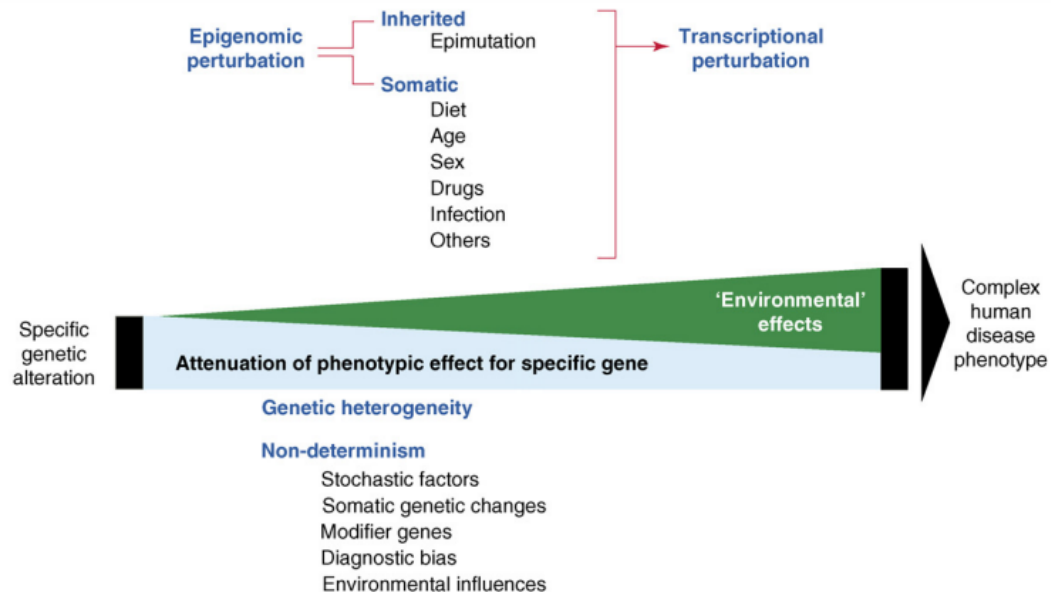 Epigenomic
perturbation
Inherited
Epimutation
Somatic
Diet
Age
Sex
Drugs
Infection
Others
Transcriptional
perturbation
Specific
genetic
alteration
'Environmental'
effects
Attenuation of phenotypic effect for specific gene
Complex
human
disease
phenotype
Genetic heterogeneity
Non-determinism
Stochastic factors
Somatic genetic changes
Modifier genes
Diagnostic bias
Environmental influences